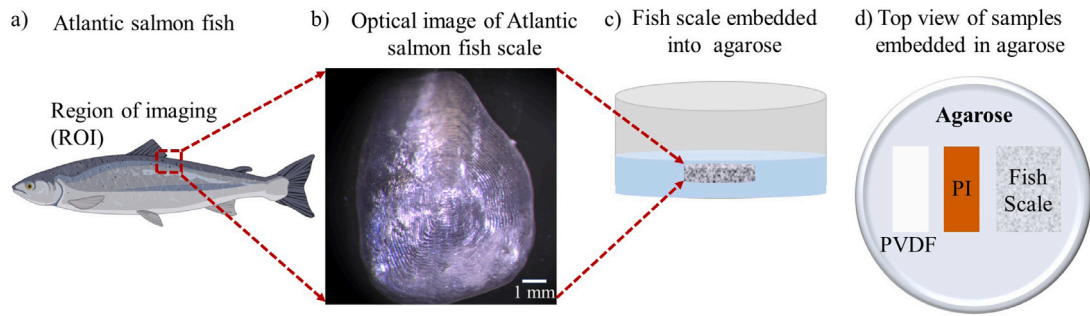 a) Atlantic salmon fish
Region of imaging
(ROI)
b) Optical image of Atlantic
salmon fish scale
1 mm
c) Fish scale embedded
into agarose
d) Top view of samples
embedded in agarose
Agarose
PVDF
PI
Fish
Scale